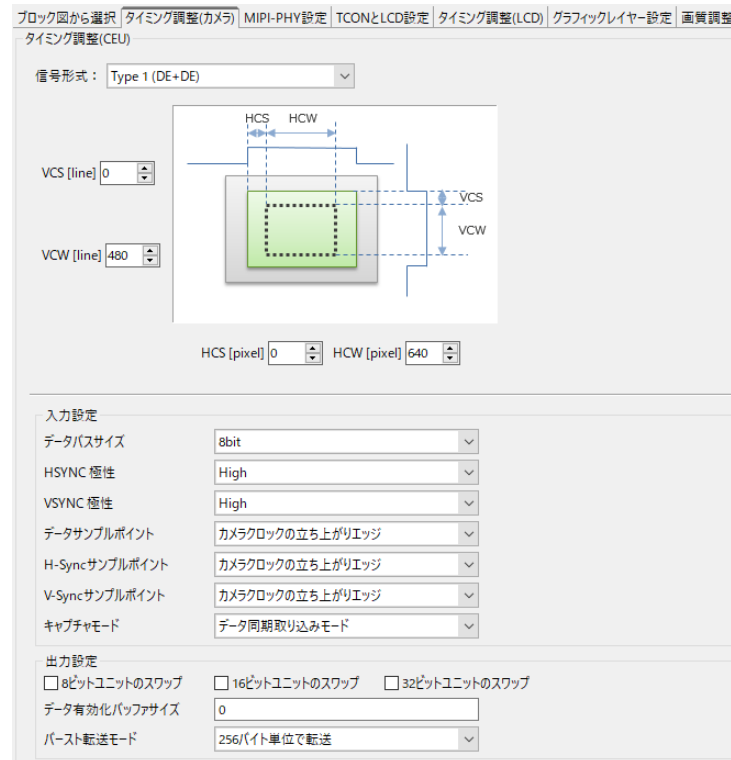 ブロック図から選択 タイミング調整(カメラ) MIPI-PHY設定 TCONとLCD設定 タイミング調整(LCD) グラフィックレイヤー設定 画質調整
タイミング調整(CEU)
信号形式： Type 1 (DE+DE)
HCS HCW
VCS [line] 0
VCS
VCW
VCW [line] 480
HCS [pixel] 0 HCW [pixel] 640
入力設定
データバスサイズ 8bit
HSYNC 極性 High
VSYNC 極性 High
データサンプルポイント カメラクロックの立ち上がりエッジ
H-Syncサンプルポイント カメラクロックの立ち上がりエッジ
V-Syncサンプルポイント カメラクロックの立ち上がりエッジ
キャプチャモード データ同期取り込みモード
出力設定
8ビットユニットのスワップ 16ビットユニットのスワップ 32ビットユニットのスワップ
データ有効化バッファサイズ 0
バースト転送モード 256バイト単位で転送